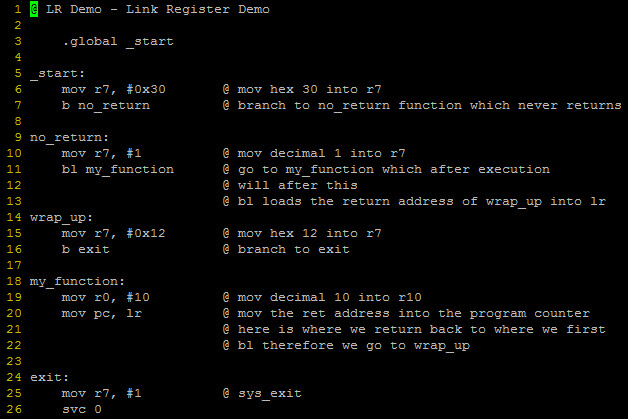 1 @ LR Demo - Link Register Demo
2
3     .global _start
4
5 _start:
6     mov r7, #0x30       @ mov hex 30 into r7
7     b no_return         @ branch to no_return function which never returns
8
9 no_return:
10     mov r7, #1          @ mov decimal 1 into r7
11     bl my_function      @ go to my_function which after execution
12                         @ will after this
13                         @ bl loads the return address of wrap_up into lr
14 wrap_up:
15     mov r7, #0x12       @ mov hex 12 into r7
16     b exit              @ branch to exit
17
18 my_function:
19     mov r0, #10         @ mov decimal 10 into r10
20     mov pc, lr          @ mov the ret address into the program counter
21                         @ here is where we return back to where we first
22                         @ bl therefore we go to wrap_up
23
24 exit:
25     mov r7, #1          @ sys_exit
26     svc 0